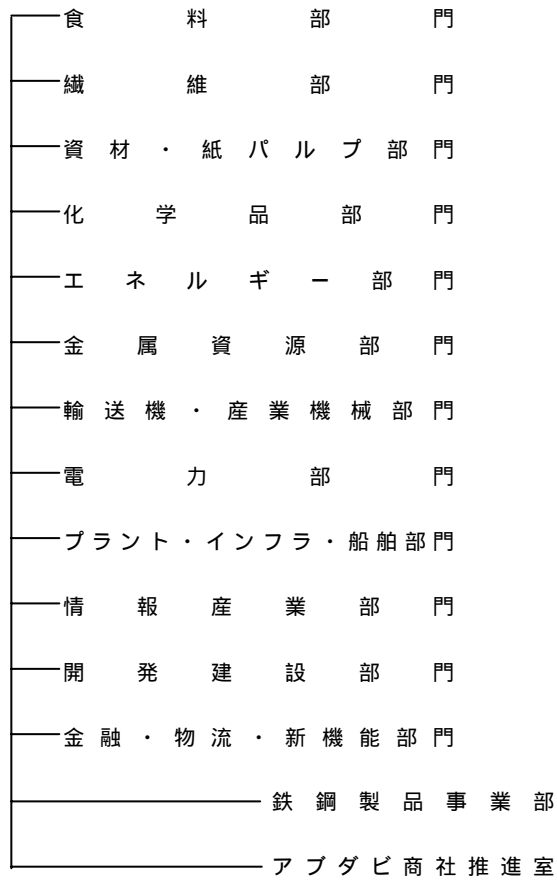 食料部門
繊維部門
資材・紙パルプ部門
化学品部門
エネルギー部門
金属資源部門
輸送機・産業機械部門
電力部門
プラント・インフラ・船舶部門
情報産業部門
開発建設部門
金融・物流・新機能部門
鉄鋼製品事業部
アブダビ商社推進室